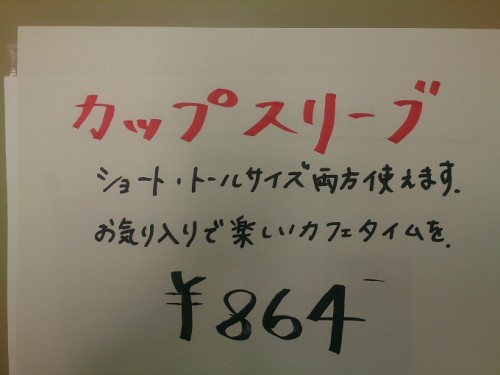 カップスリーブ
ショート・トールサイズ両方使えます.
お気り入りで楽しいカフェタイムを.
¥864-